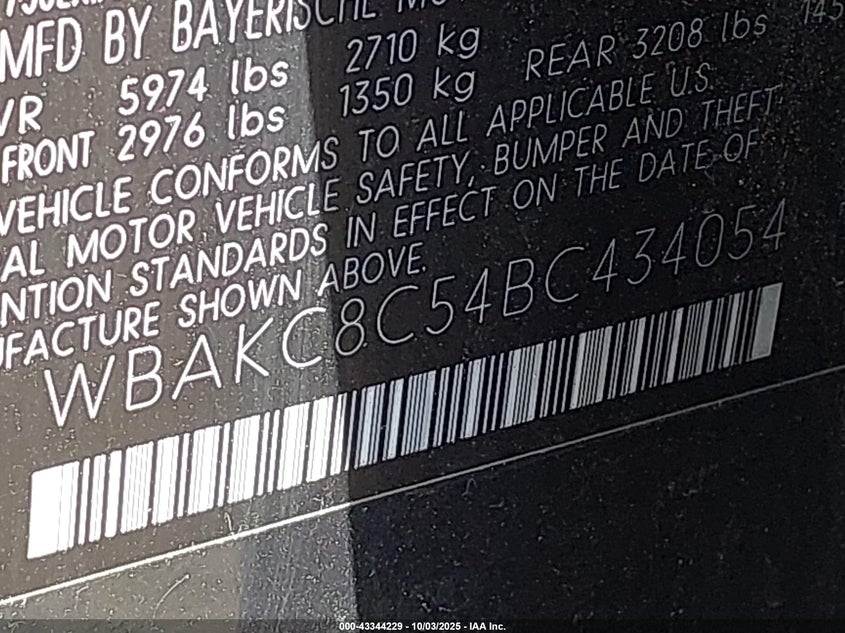 MFD BY BAYERISCHE
VR 5974 lbs 2710 kg
FRONT 2976 lbs 1350 kg REAR 3208 lbs 145
VEHICLE CONFORMS TO ALL APPLICABLE U.S.
AL MOTOR VEHICLE SAFETY, BUMPER AND THEFT
NTION STANDARDS IN EFFECT ON THE DATE OF
UFACTURE SHOWN ABOVE.
WBAKC8C54BC434054
000-43344229 - 10/03/2025 - IAA Inc.